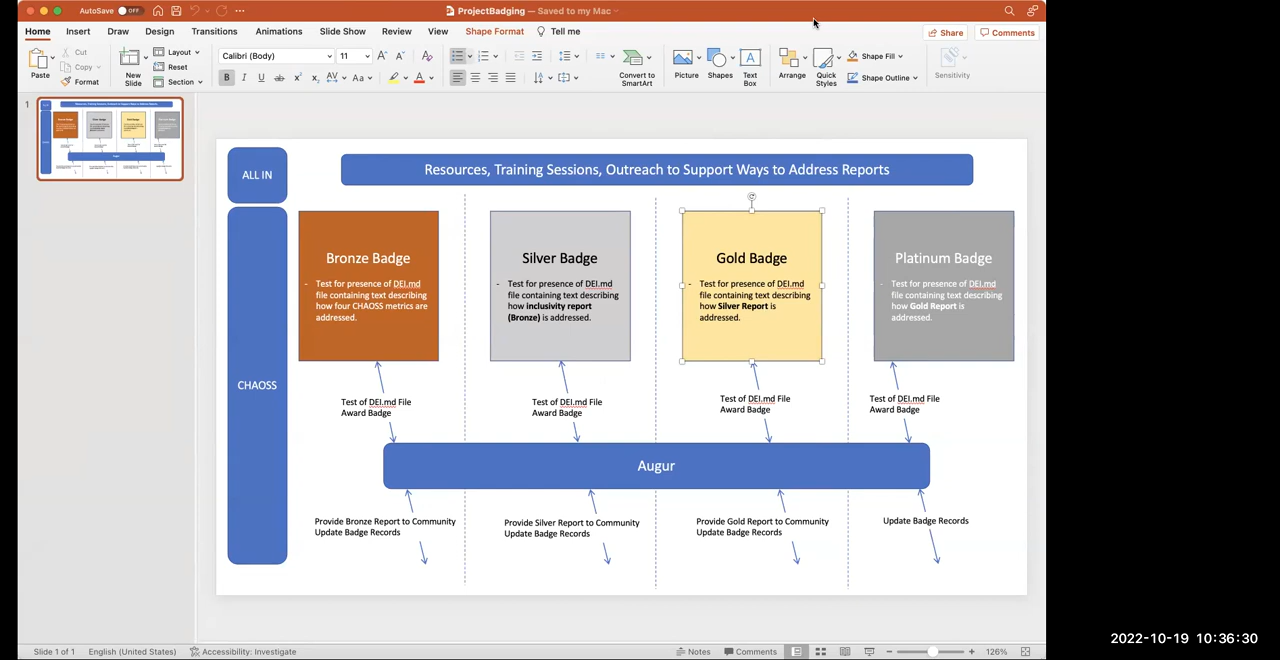 AutoSave OFF
ProjectBadging — Saved to my Mac
Home Insert Draw Design Transitions Animations Slide Show Review View Shape Format Tell me
Share Comments
Paste
Cut
Copy
Format
New Slide
Layout
Reset
Section
Calibri (Body) 11
Convert to SmartArt
Picture
Shapes
Text Box
Arrange
Quick Styles
Shape Fill
Shape Outline
Sensitivity
1
ALL IN
Resources, Training Sessions, Outreach to Support Ways to Address Reports
CHAOSS
Bronze Badge
- Test for presence of DEI.md
file containing text describing
how four CHAOSS metrics are
addressed.
Silver Badge
- Test for presence of DEI.md
file containing text describing
how inclusivity report
(Bronze) is addressed.
Gold Badge
- Test for presence of DEI.md
file containing text describing
how Silver Report is
addressed.
Platinum Badge
- Test for presence of DEI.md
file containing text describing
how Gold Report is
addressed.
Test of DEI.md File
Award Badge
Test of DEI.md File
Award Badge
Test of DEI.md File
Award Badge
Test of DEI.md File
Award Badge
Augur
Provide Bronze Report to Community
Update Badge Records
Provide Silver Report to Community
Update Badge Records
Provide Gold Report to Community
Update Badge Records
Update Badge Records
Slide 1 of 1 English (United States) Accessibility: Investigate Notes Comments 126%
2022-10-19 10:36:30